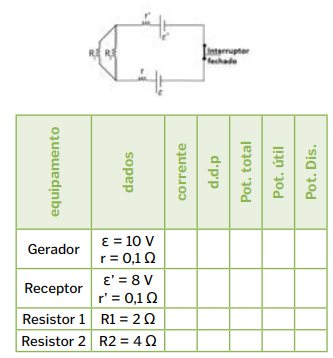 r'
ε'
R₁ R₂
Interruptor
fechado
r
ε
equipamento dados corrente d.d.p Pot. total Pot. útil Pot. Dis.
Gerador ε = 10 V
r = 0,1 Ω
Receptor ε' = 8 V
r' = 0,1 Ω
Resistor 1 R1 = 2 Ω
Resistor 2 R2 = 4 Ω